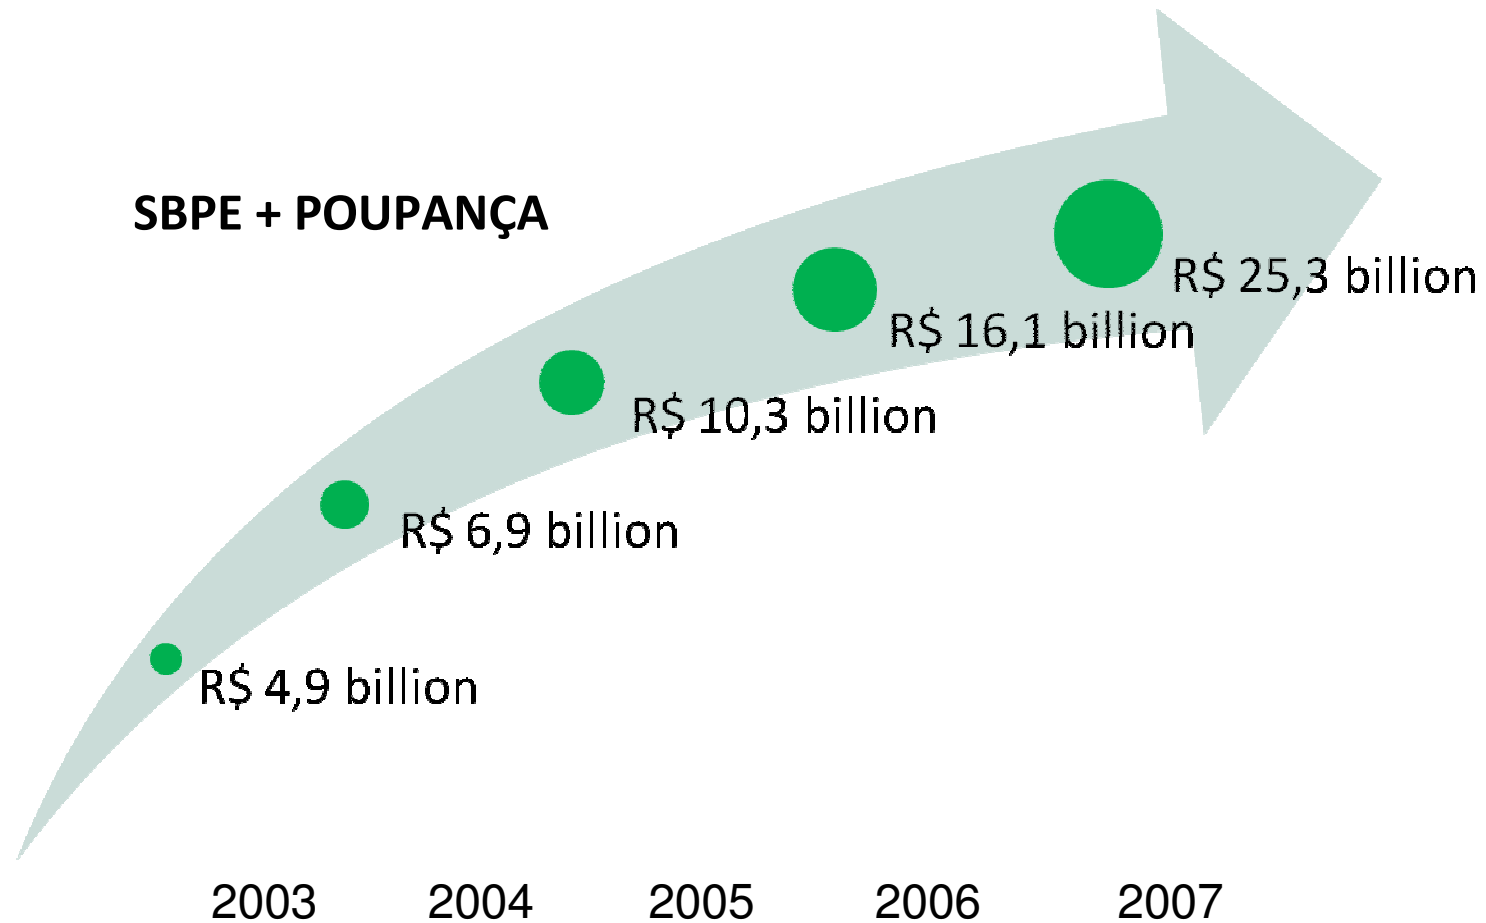 SBPE + POUPANÇA
R$ 25,3 billion
R$ 16,1 billion
R$ 10,3 billion
R$ 6,9 billion
R$ 4,9 billion
2003 2004 2005 2006 2007